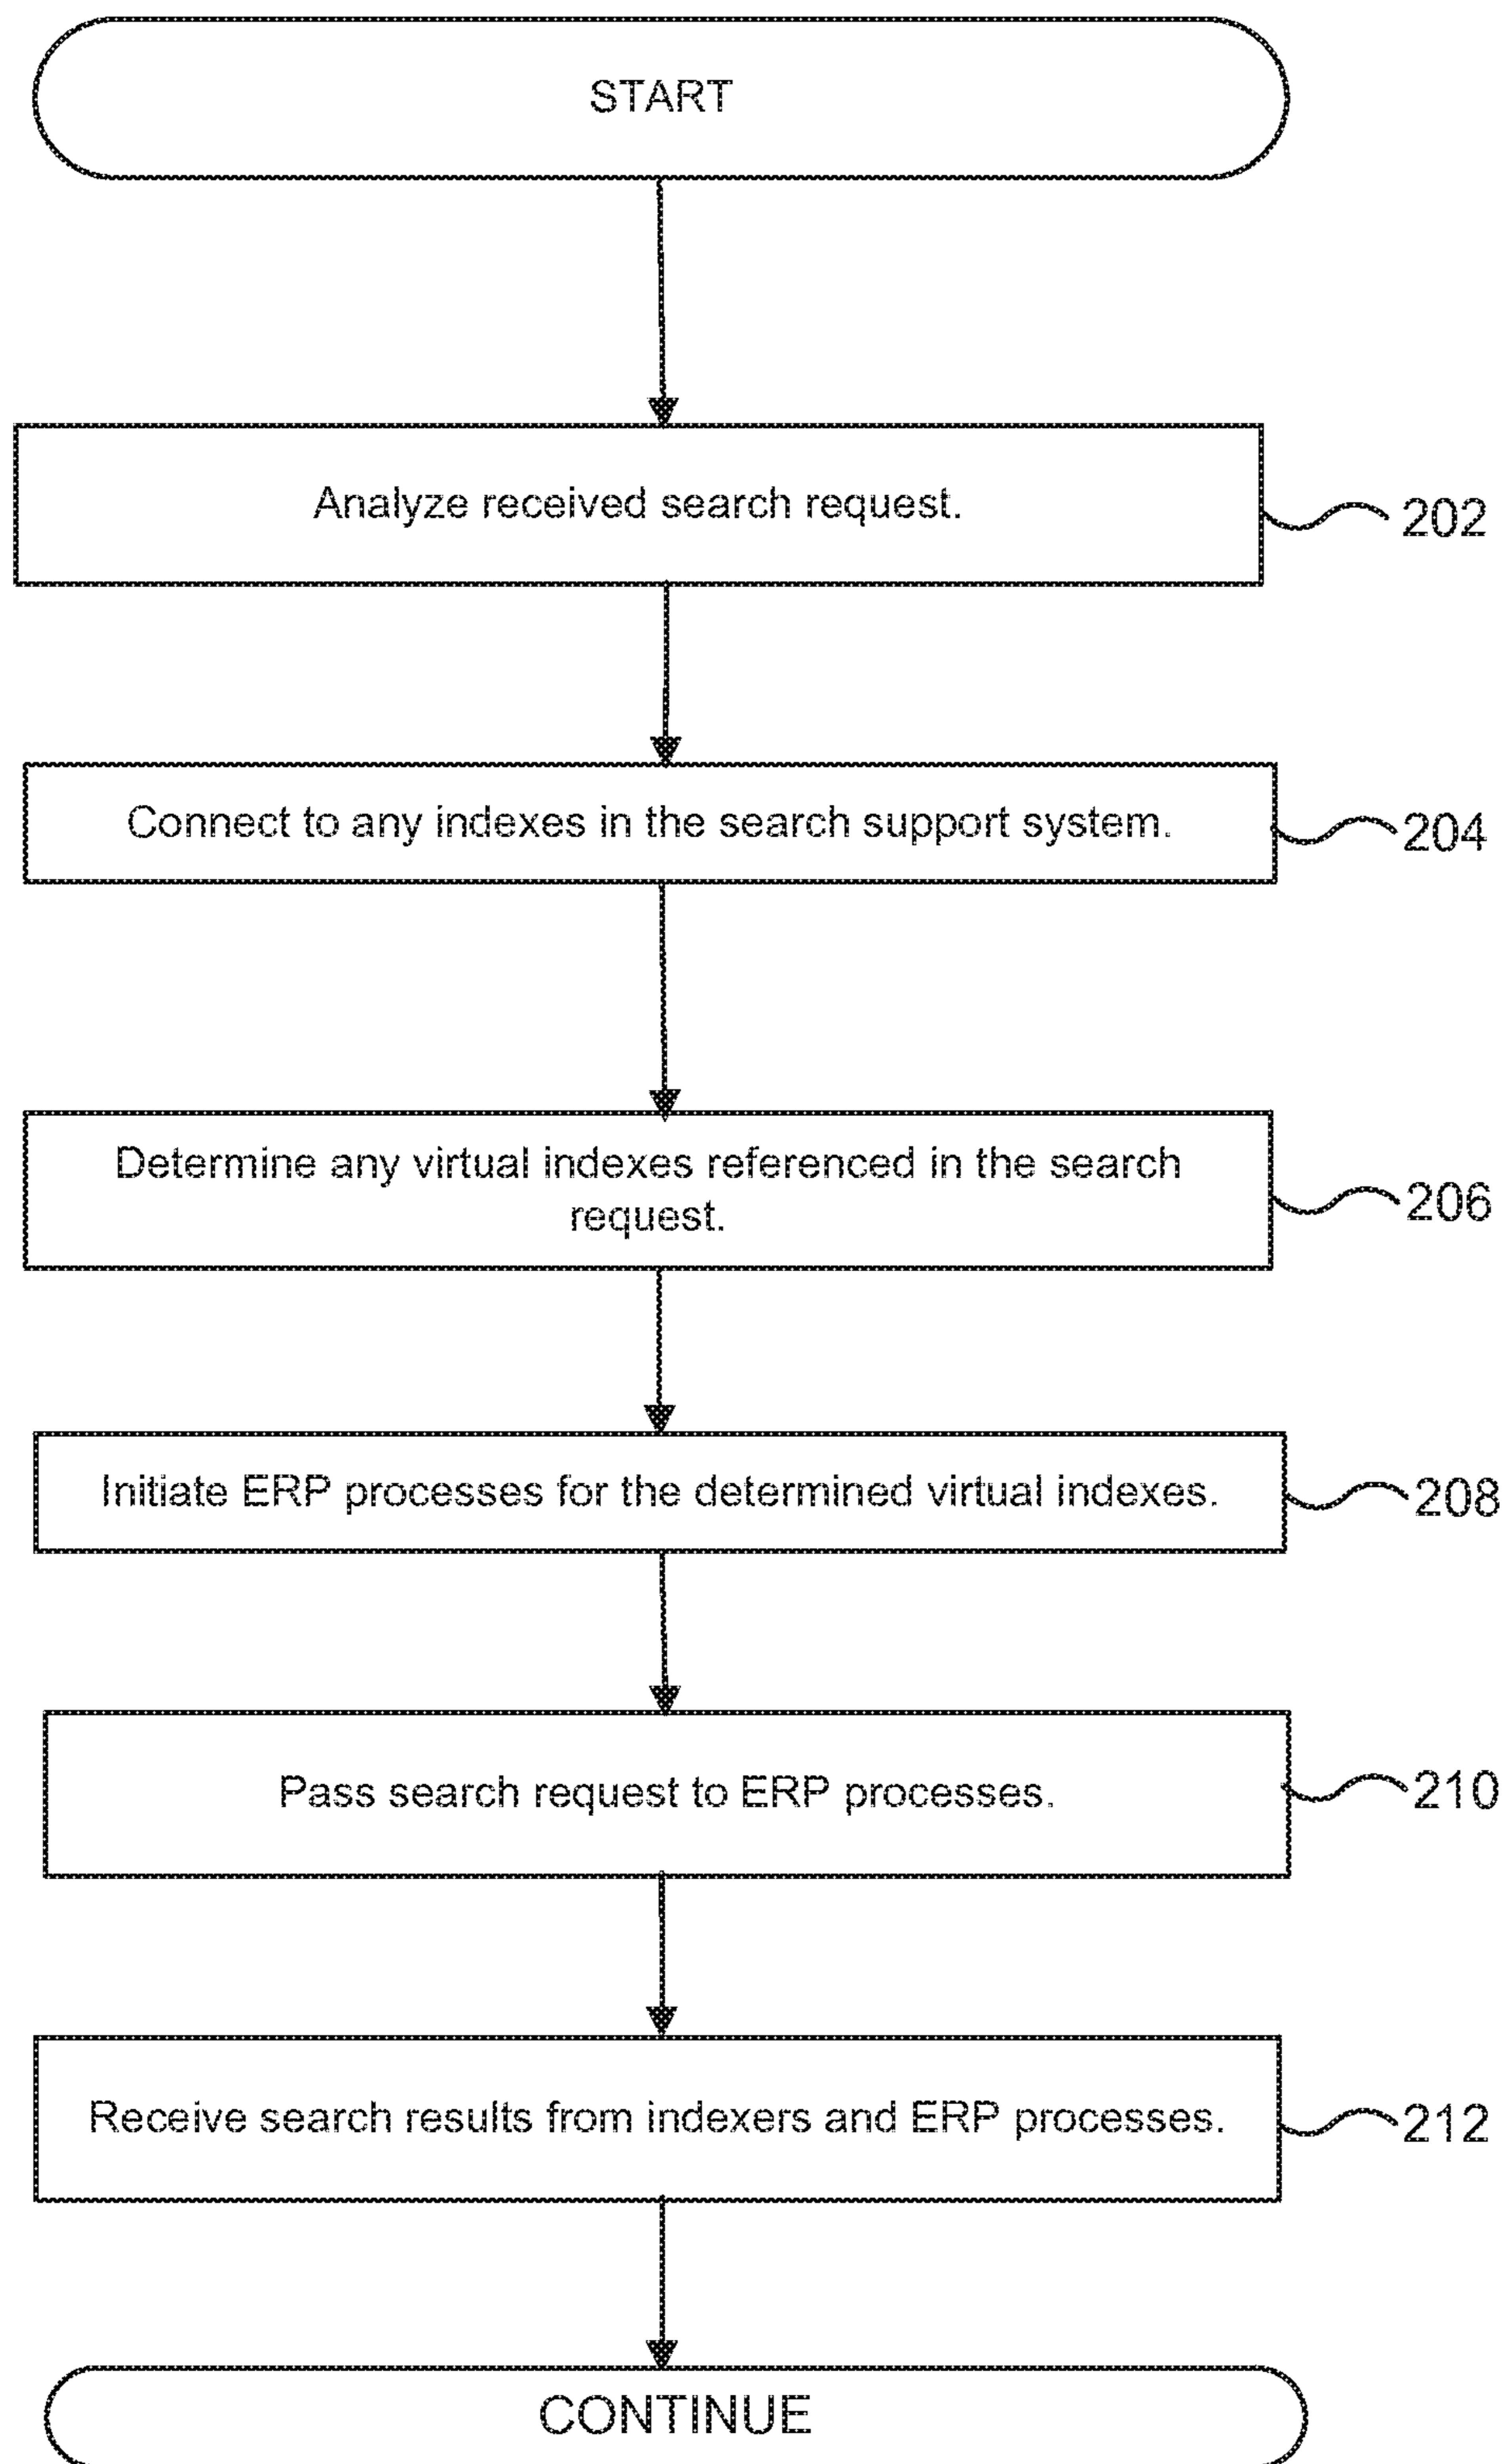 START
Analyze received search request.
202
Connect to any indexes in the search support system.
204
Determine any virtual indexes referenced in the search
request.
206
Initiate ERP processes for the determined virtual indexes.
208
Pass search request to ERP processes.
210
Receive search results from indexers and ERP processes.
212
CONTINUE